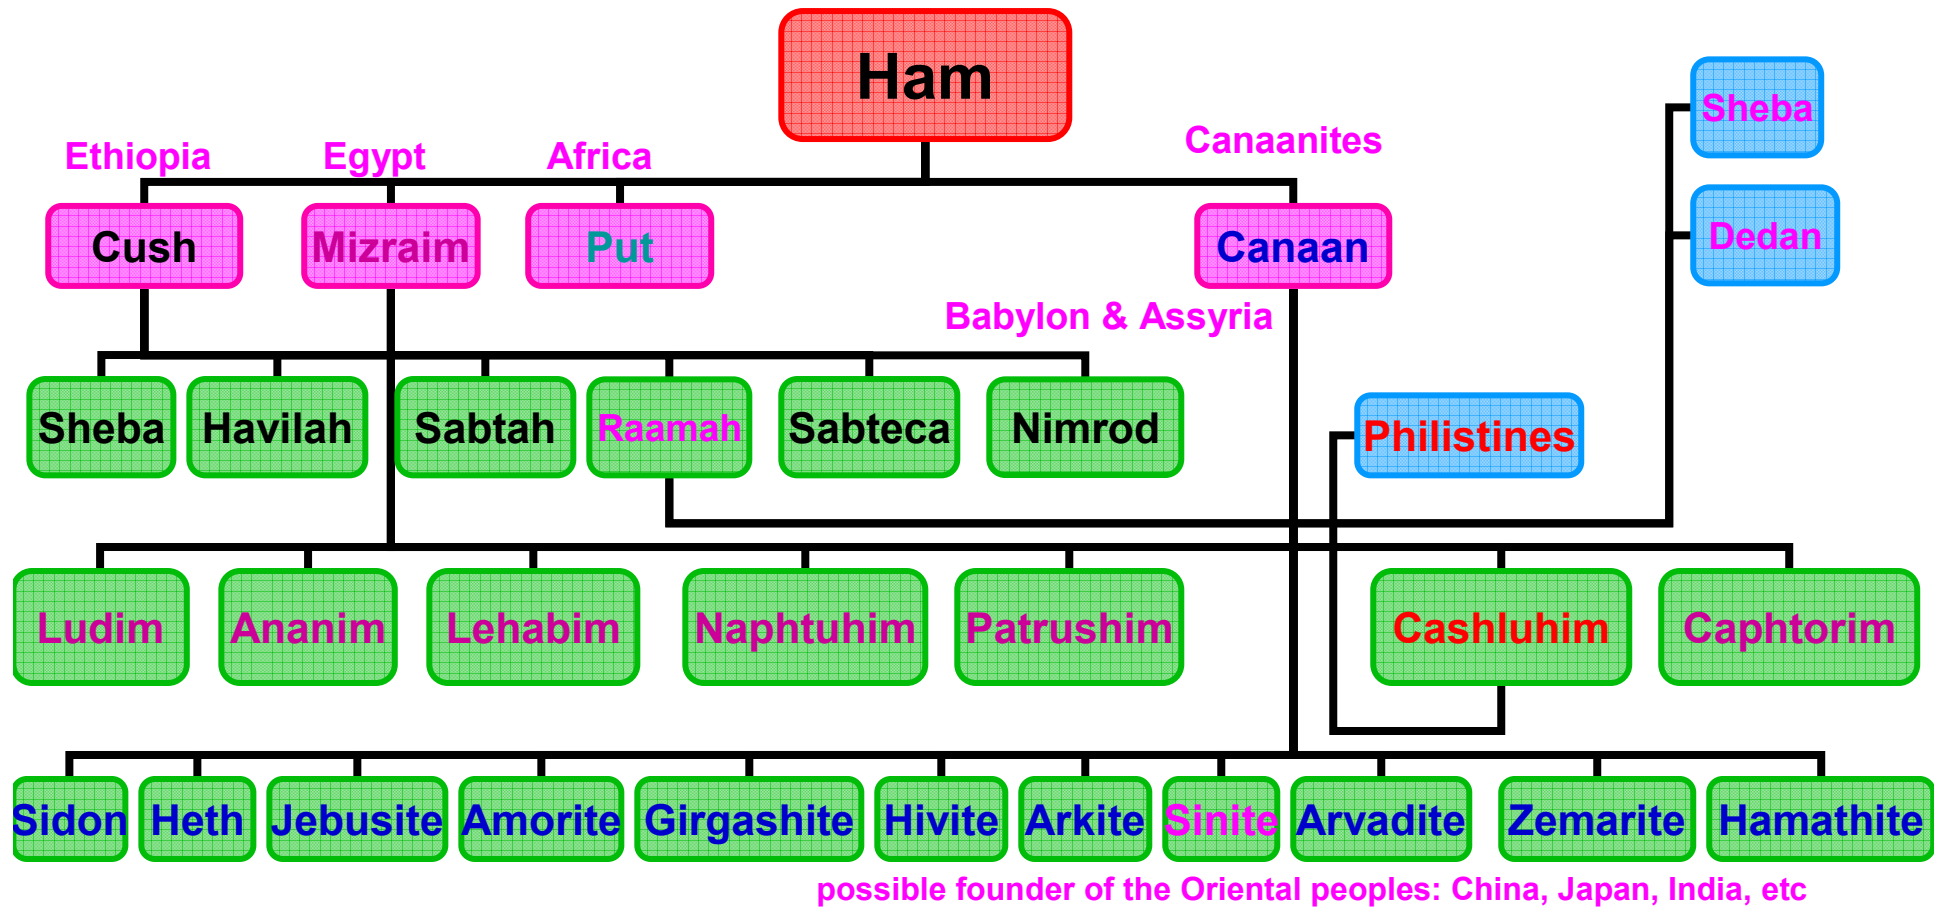 Ham
Sheba
Ethiopia
Egypt
Africa
Canaanites
Cush
Mizraim
Put
Canaan
Dedan
Babylon & Assyria
Sheba
Havilah
Sabtah
Raamah
Sabteca
Nimrod
Philistines
Ludim
Ananim
Lehabim
Naphtuhim
Patrushim
Cashluhim
Caphtorim
Sidon
Heth
Jebusite
Amorite
Girgashite
Hivite
Arkite
Sinite
Arvadite
Zemarite
Hamathite
possible founder of the Oriental peoples: China, Japan, India, etc